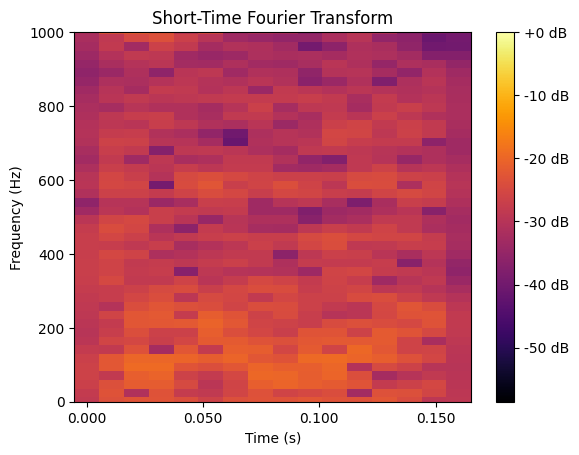 Short-Time Fourier Transform
1000
800
600
400
200
0
Frequency (Hz)
0.000 0.050 0.100 0.150
Time (s)
+0 dB
-10 dB
-20 dB
-30 dB
-40 dB
-50 dB